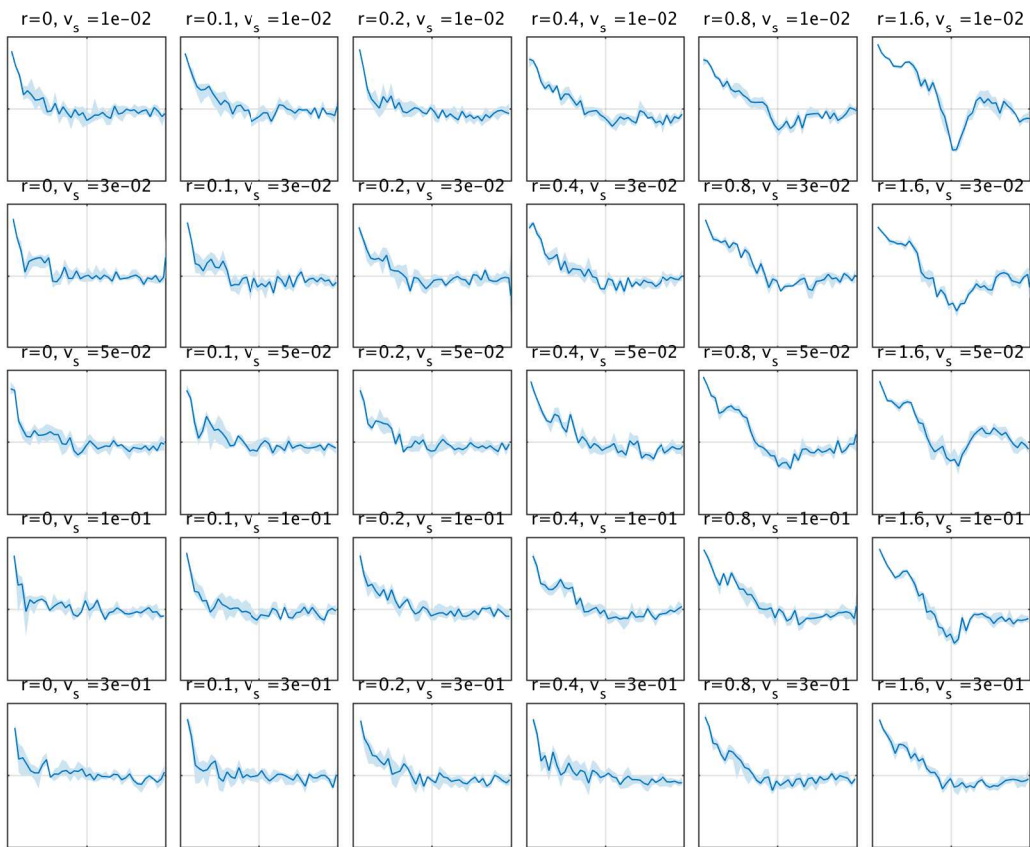 r=0, v_s =1e-02 r=0.1, v_s =1e-02 r=0.2, v_s =1e-02 r=0.4, v_s =1e-02 r=0.8, v_s =1e-02 r=1.6, v_s =1e-02
r=0, v_s =3e-02 r=0.1, v_s =3e-02 r=0.2, v_s =3e-02 r=0.4, v_s =3e-02 r=0.8, v_s =3e-02 r=1.6, v_s =3e-02
r=0, v_s =5e-02 r=0.1, v_s =5e-02 r=0.2, v_s =5e-02 r=0.4, v_s =5e-02 r=0.8, v_s =5e-02 r=1.6, v_s =5e-02
r=0, v_s =1e-01 r=0.1, v_s =1e-01 r=0.2, v_s =1e-01 r=0.4, v_s =1e-01 r=0.8, v_s =1e-01 r=1.6, v_s =1e-01
r=0, v_s =3e-01 r=0.1, v_s =3e-01 r=0.2, v_s =3e-01 r=0.4, v_s =3e-01 r=0.8, v_s =3e-01 r=1.6, v_s =3e-01